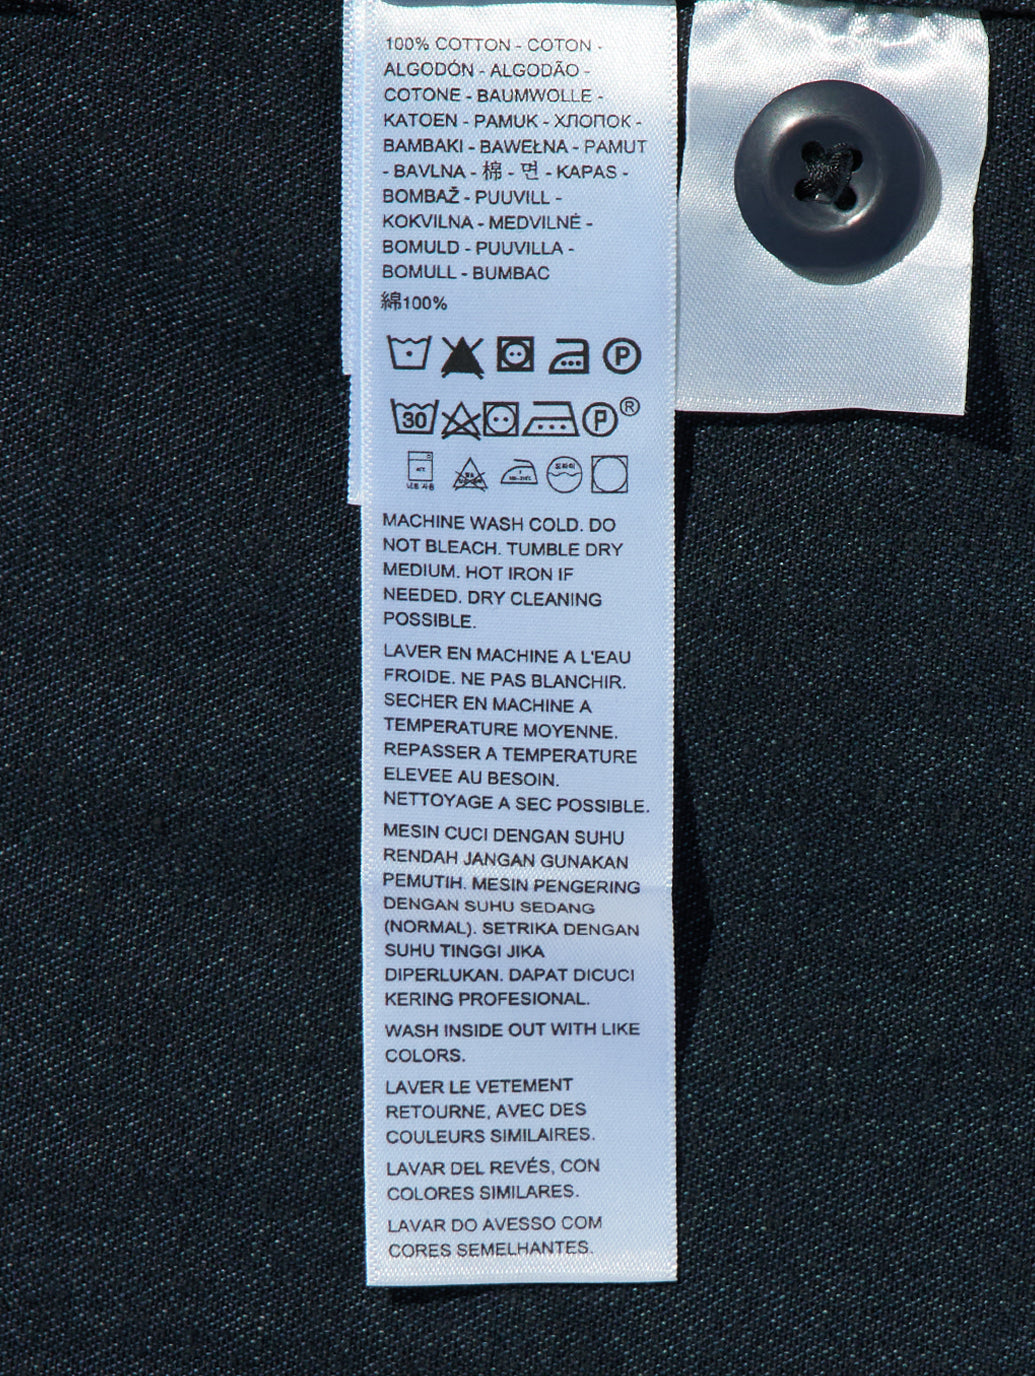 100% COTTON - COTON -
ALGODÓN - ALGODÃO -
COTONE - BAUMWOLLE -
KATOEN - PAMUK - ХЛОПОК -
BAMBAKI - BAWEŁNA - PAMUT
- BAVLNA - 棉 - 면 - KAPAS -
BOMBAŽ - PUUVILL -
KOKVILNA - MEDVILNĖ -
BOMULD - PUUVILLA -
BOMULL - BUMBAC
綿100%
P
30 P ®
MACHINE WASH COLD. DO
NOT BLEACH. TUMBLE DRY
MEDIUM. HOT IRON IF
NEEDED. DRY CLEANING
POSSIBLE.
LAVER EN MACHINE A L'EAU
FROIDE. NE PAS BLANCHIR.
SECHER EN MACHINE A
TEMPERATURE MOYENNE.
REPASSER A TEMPERATURE
ELEVEE AU BESOIN.
NETTOYAGE A SEC POSSIBLE.
MESIN CUCI DENGAN SUHU
RENDAH JANGAN GUNAKAN
PEMUTIH. MESIN PENGERING
DENGAN SUHU SEDANG
(NORMAL). SETRIKA DENGAN
SUHU TINGGI JIKA
DIPERLUKAN. DAPAT DICUCI
KERING PROFESIONAL.
WASH INSIDE OUT WITH LIKE
COLORS.
LAVER LE VETEMENT
RETOURNE, AVEC DES
COULEURS SIMILAIRES.
LAVAR DEL REVÉS, CON
COLORES SIMILARES.
LAVAR DO AVESSO COM
CORES SEMELHANTES.